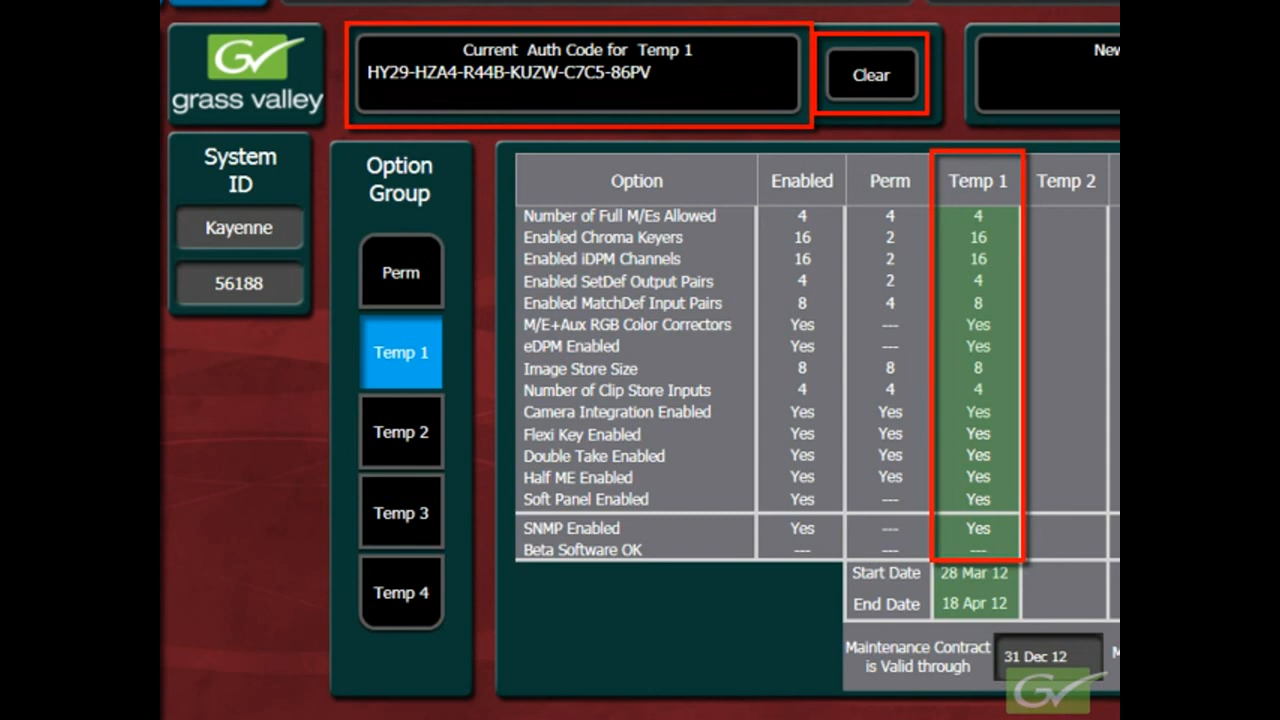 grass valley
Current Auth Code for Temp 1
HY29-HZA4-R44B-KUZW-C7C5-86PV
Clear
New
System
ID
Kayenne
56188
Option
Group
Perm
Temp 1
Temp 2
Temp 3
Temp 4
Option Enabled Perm Temp 1 Temp 2
Number of Full M/Es Allowed 4 4 4
Enabled Chroma Keyers 16 2 16
Enabled iDPM Channels 16 2 16
Enabled SetDef Output Pairs 4 2 4
Enabled MatchDef Input Pairs 8 4 8
M/E+Aux RGB Color Correctors Yes --- Yes
eDPM Enabled Yes --- Yes
Image Store Size 8 8 8
Number of Clip Store Inputs 4 4 4
Camera Integration Enabled Yes Yes Yes
Flexi Key Enabled Yes Yes Yes
Double Take Enabled Yes Yes Yes
Half ME Enabled Yes Yes Yes
Soft Panel Enabled Yes --- Yes
SNMP Enabled Yes --- Yes
Beta Software OK --- --- ---
Start Date 28 Mar 12
End Date 18 Apr 12
Maintenance Contract
is Valid through
31 Dec 12